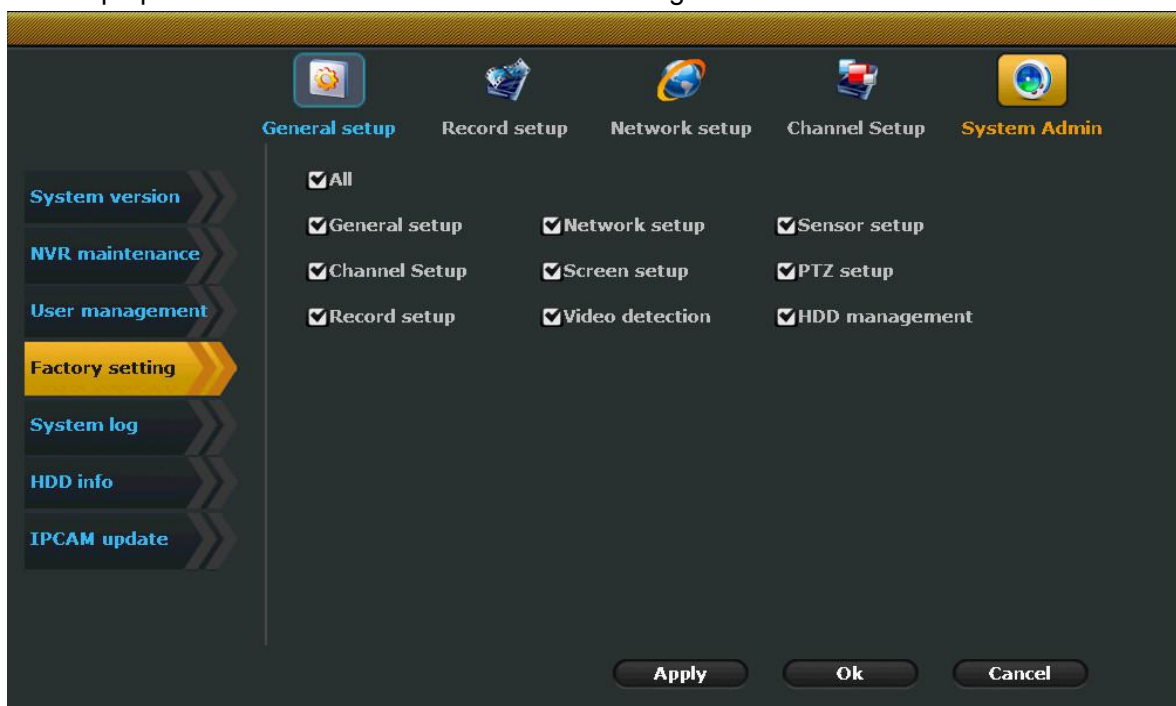 General setup Record setup Network setup Channel Setup System Admin
All
System version
General setup Network setup Sensor setup
NVR maintenance
Channel Setup Screen setup PTZ setup
User management
Record setup Video detection HDD management
Factory setting
System log
HDD info
IPCAM update
Apply Ok Cancel